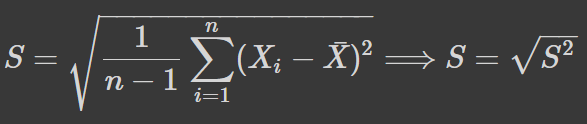 $S = \sqrt{\frac{1}{n-1} \sum_{i=1}^{n} (X_i - \bar{X})^2} \Longrightarrow S = \sqrt{S^2}$